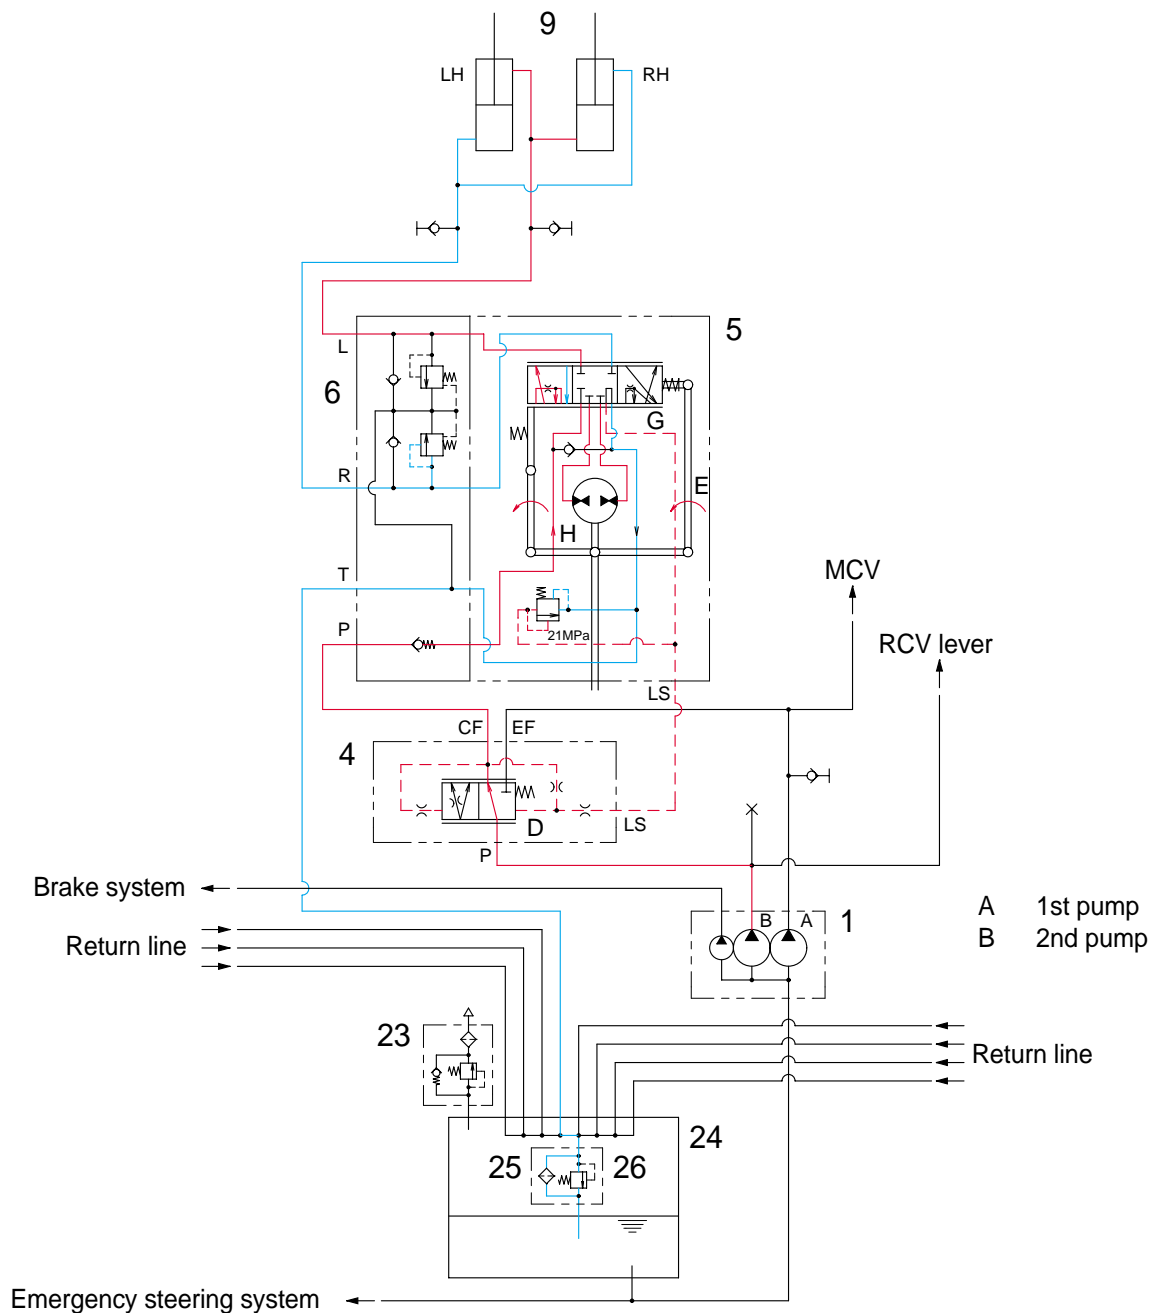 9
LH
RH
5
L
6
G
R
E
H
T
MCV
21MPa
P
RCV lever
LS
CF
EF
4
D
LS
P
Brake system
B
A
1
A 1st pump
B 2nd pump
Return line
23
Return line
24
25
26
Emergency steering system